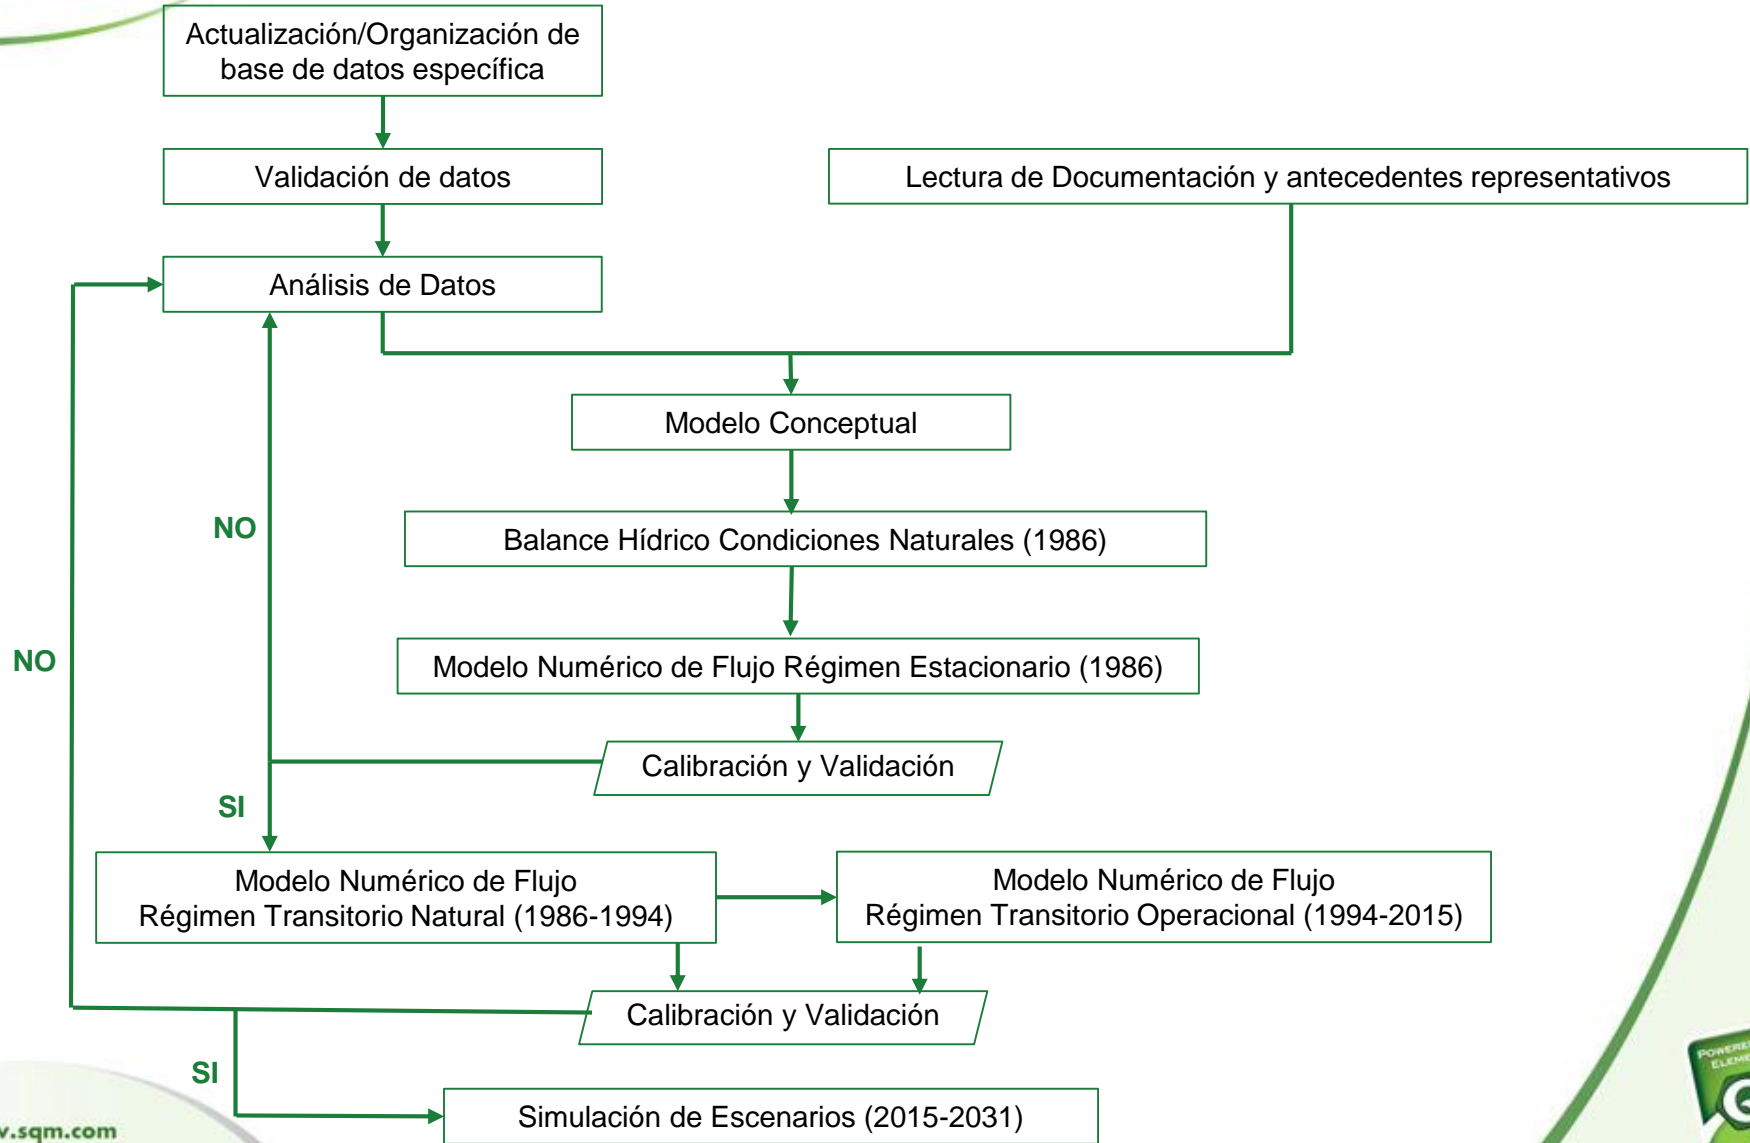 Actualización/Organización de
base de datos específica
Validación de datos
Lectura de Documentación y antecedentes representativos
Análisis de Datos
Modelo Conceptual
NO
Balance Hídrico Condiciones Naturales (1986)
NO
Modelo Numérico de Flujo Régimen Estacionario (1986)
Calibración y Validación
SI
Modelo Numérico de Flujo
Régimen Transitorio Natural (1986-1994)
Modelo Numérico de Flujo
Régimen Transitorio Operacional (1994-2015)
Calibración y Validación
SI
Simulación de Escenarios (2015-2031)
.sqm.com